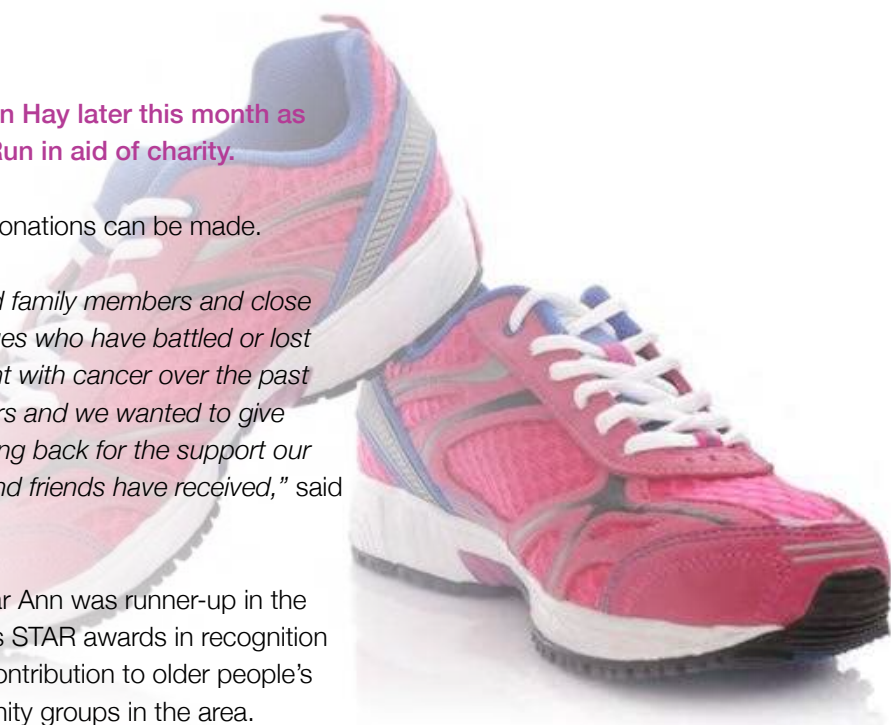 n Hay later this month as
Run in aid of charity.
onations can be made.
d family members and close
ues who have battled or lost
nt with cancer over the past
rs and we wanted to give
ing back for the support our
nd friends have received,” said
ar Ann was runner-up in the
s STAR awards in recognition
ontribution to older people’s
nity groups in the area.